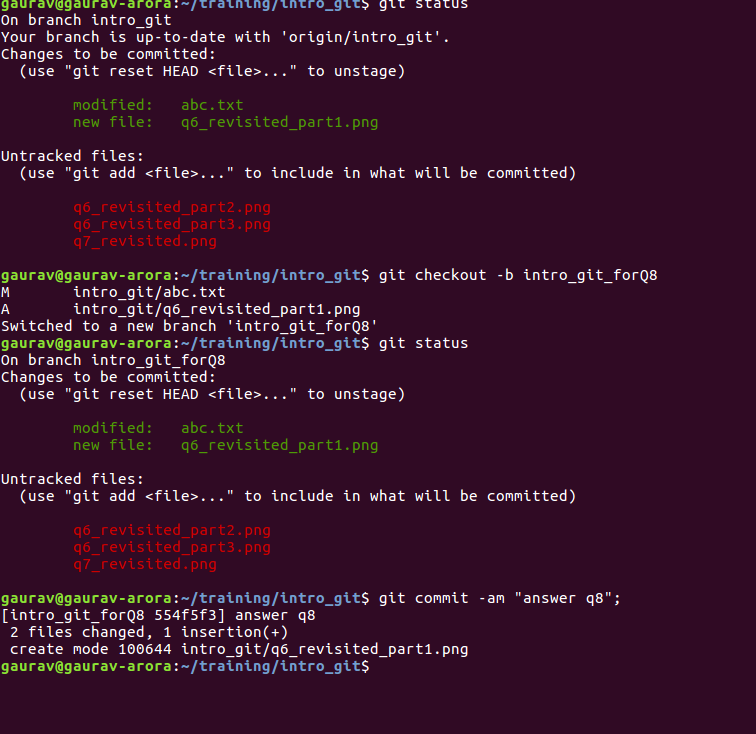 gaurav@gaurav-arora:~/training/intro_git$ git status
On branch intro_git
Your branch is up-to-date with 'origin/intro_git'.
Changes to be committed:
  (use "git reset HEAD <file>..." to unstage)

        modified:   abc.txt
        new file:   q6_revisited_part1.png

Untracked files:
  (use "git add <file>..." to include in what will be committed)

        q6_revisited_part2.png
        q6_revisited_part3.png
        q7_revisited.png

gaurav@gaurav-arora:~/training/intro_git$ git checkout -b intro_git_forQ8
M       intro_git/abc.txt
A       intro_git/q6_revisited_part1.png
Switched to a new branch 'intro_git_forQ8'
gaurav@gaurav-arora:~/training/intro_git$ git status
On branch intro_git_forQ8
Changes to be committed:
  (use "git reset HEAD <file>..." to unstage)

        modified:   abc.txt
        new file:   q6_revisited_part1.png

Untracked files:
  (use "git add <file>..." to include in what will be committed)

        q6_revisited_part2.png
        q6_revisited_part3.png
        q7_revisited.png

gaurav@gaurav-arora:~/training/intro_git$ git commit -am "answer q8";
[intro_git_forQ8 554f5f3] answer q8
 2 files changed, 1 insertion(+)
 create mode 100644 intro_git/q6_revisited_part1.png
gaurav@gaurav-arora:~/training/intro_git$